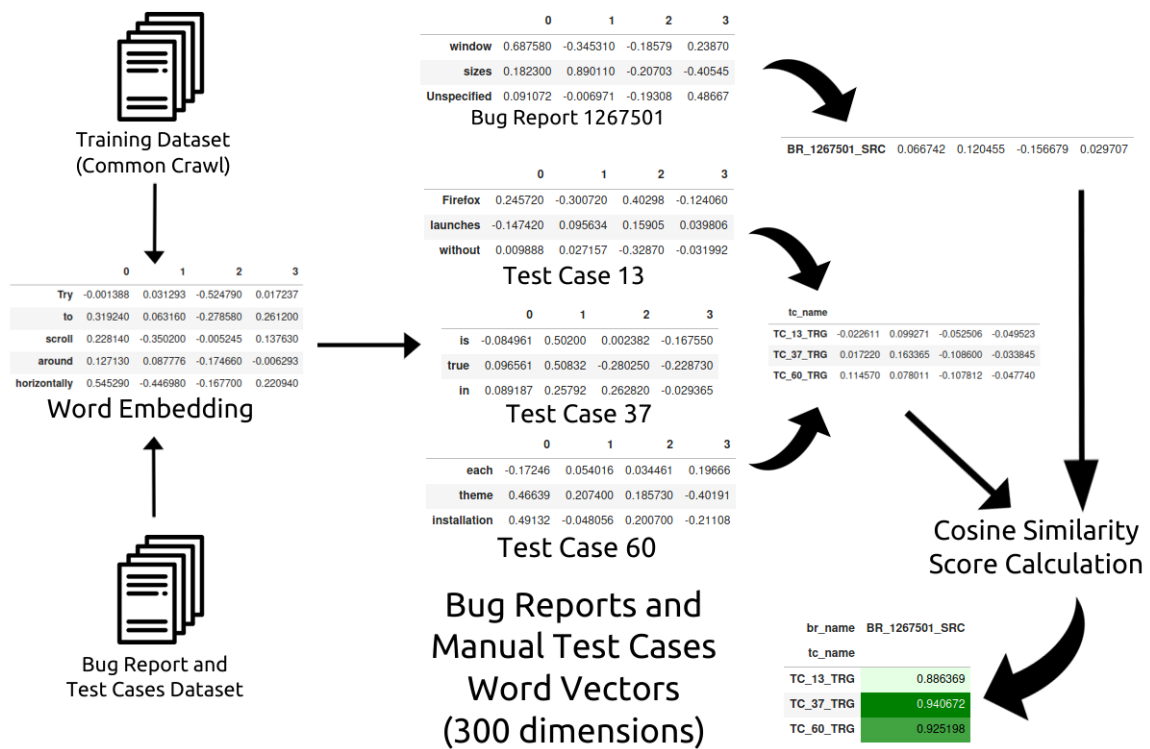 Training Dataset
(Common Crawl)
0 1 2 3
Try -0.001388 0.031293 -0.524790 0.017237
to 0.319240 0.063160 -0.278580 0.261200
scroll 0.228140 -0.350200 -0.005245 0.137630
around 0.127130 0.087776 -0.174660 -0.006293
horizontally 0.545290 -0.446980 -0.167700 0.220940
Word Embedding
Bug Report and
Test Cases Dataset
0 1 2 3
window 0.687580 -0.345310 -0.18579 0.23870
sizes 0.182300 0.890110 -0.20703 -0.40545
Unspecified 0.091072 -0.006971 -0.19308 0.48667
Bug Report 1267501
0 1 2 3
Firefox 0.245720 -0.300720 0.40298 -0.124060
launches -0.147420 0.095634 0.15905 0.039806
without 0.009888 0.027157 -0.32870 -0.031992
Test Case 13
0 1 2 3
is -0.084961 0.50200 0.002382 -0.167550
true 0.096561 0.50832 -0.280250 -0.228730
in 0.089187 0.25792 0.262820 -0.029365
Test Case 37
0 1 2 3
each -0.17246 0.054016 0.034461 0.19666
theme 0.46639 0.207400 0.185730 -0.40191
installation 0.49132 -0.048056 0.200700 -0.21108
Test Case 60
Bug Reports and
Manual Test Cases
Word Vectors
(300 dimensions)
BR_1267501_SRC 0.066742 0.120455 -0.156679 0.029707
tc_name
TC_13_TRG -0.022611 0.099271 -0.052506 -0.049523
TC_37_TRG 0.017220 0.163365 -0.108600 -0.033845
TC_60_TRG 0.114570 0.078011 -0.107812 -0.047740
Cosine Similarity
Score Calculation
br_name BR_1267501_SRC
tc_name
TC_13_TRG 0.886369
TC_37_TRG 0.940672
TC_60_TRG 0.925198